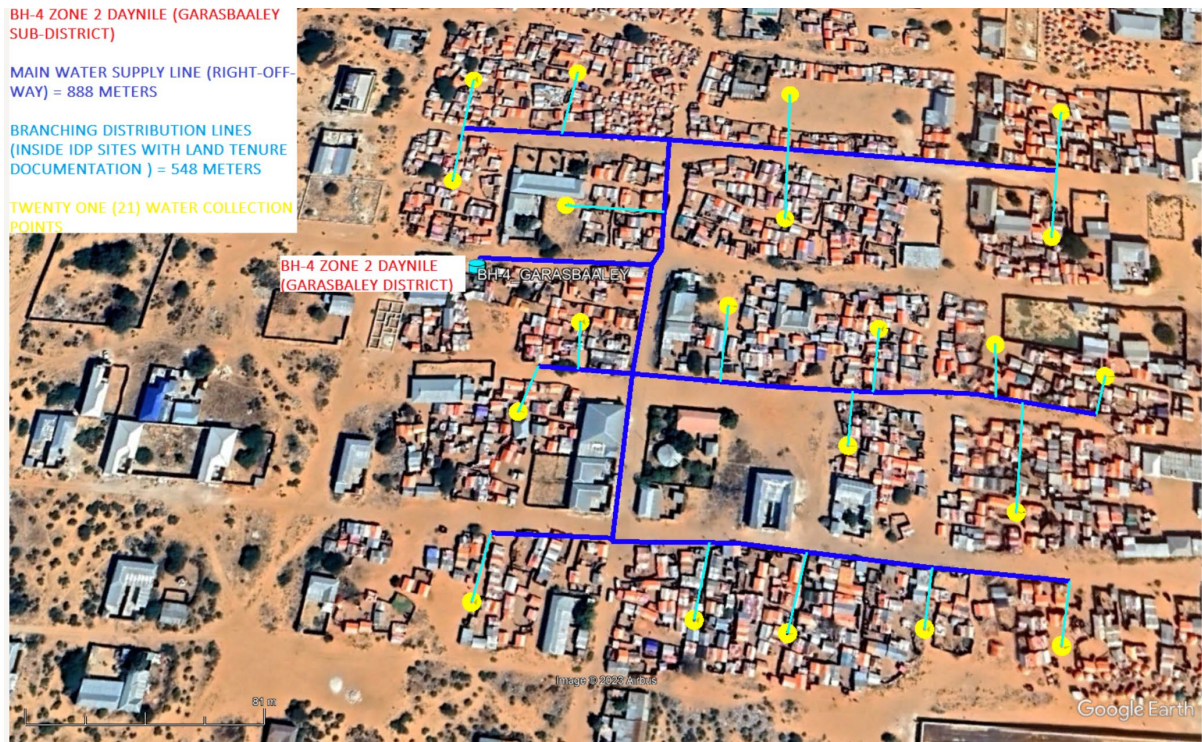 BH-4 ZONE 2 DAYNILE (GARASBAALEY
SUB-DISTRICT)
MAIN WATER SUPPLY LINE (RIGHT-OFF-
WAY) = 888 METERS
BRANCHING DISTRIBUTION LINES
(INSIDE IDP SITES WITH LAND TENURE
DOCUMENTATION ) = 548 METERS
TWENTY ONE (21) WATER COLLECTION
POINTS
BH-4 ZONE 2 DAYNILE
(GARASBALEY DISTRICT)
BH-4_GARASBAALEY
Image © 2023 Airbus
81 m
Google Earth